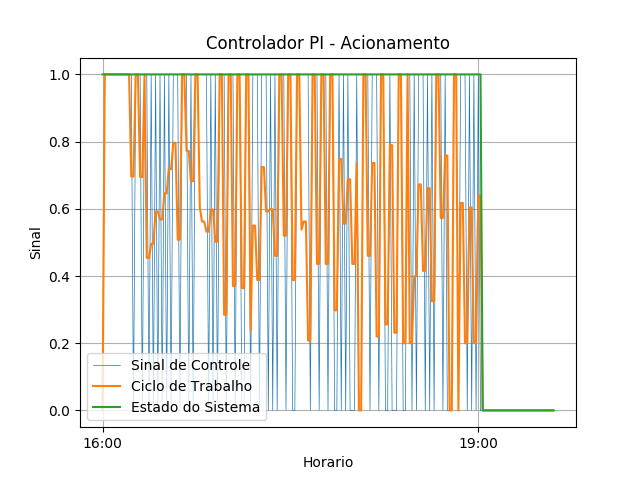 Controlador PI - Acionamento
Sinal
1.0
0.8
0.6
0.4
0.2
0.0
Sinal de Controle
Ciclo de Trabalho
Estado do Sistema
16:00
19:00
Horario